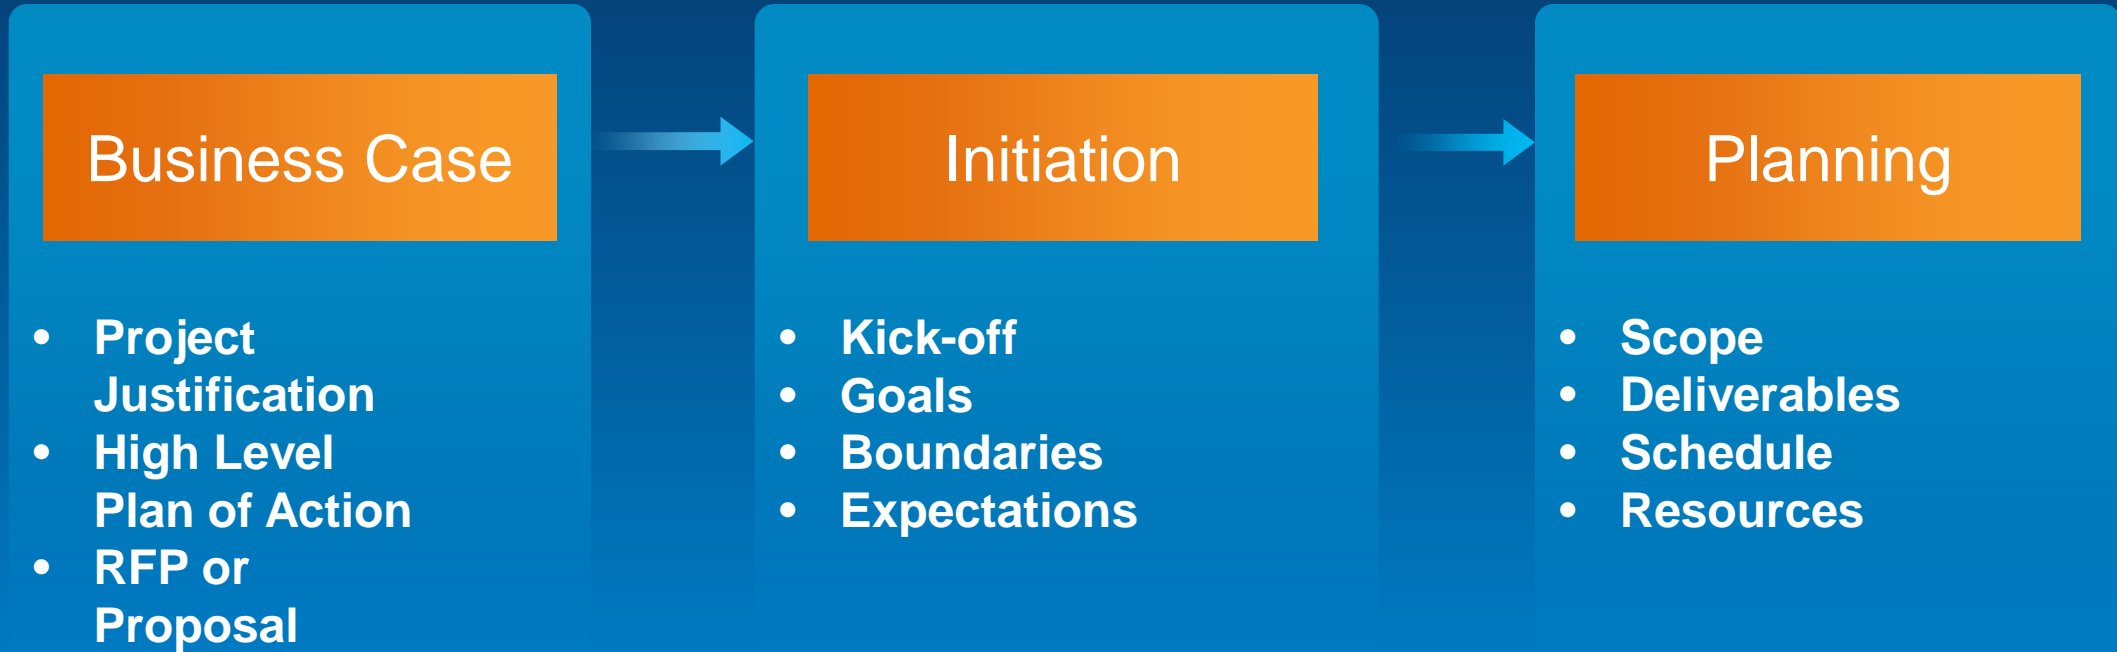 Business Case
• Project
Justification
• High Level
Plan of Action
• RFP or
Proposal
Initiation
• Kick-off
• Goals
• Boundaries
• Expectations
Planning
• Scope
• Deliverables
• Schedule
• Resources